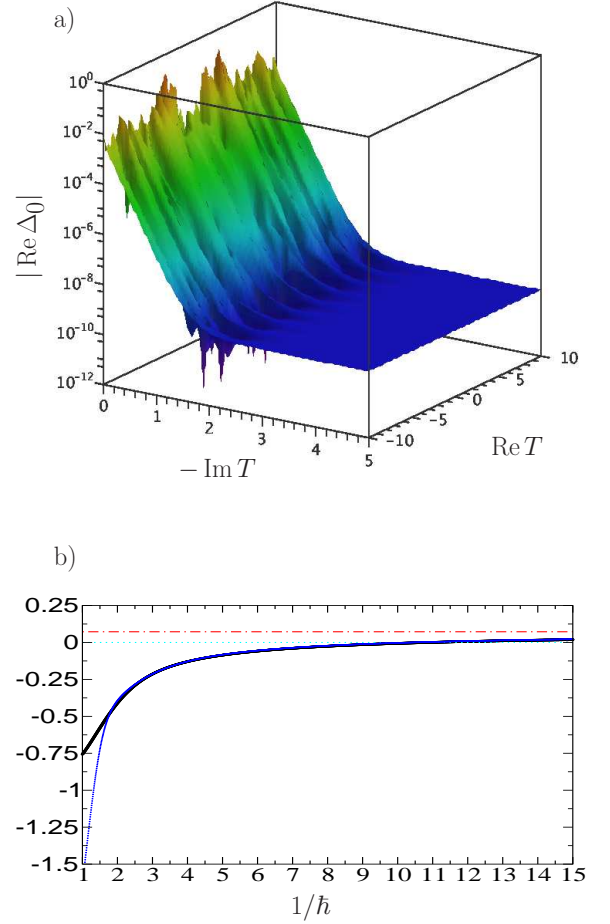 a)
10⁰
10⁻²
10⁻⁴
10⁻⁶
10⁻⁸
10⁻¹⁰
10⁻¹²
| Re Δ₀|
0 1 2 3 4 5
− Im T
-10 -5 0 5 10
Re T
b)
0.25
0
-0.25
-0.5
-0.75
-1
-1.25
-1.5
1 2 3 4 5 6 7 8 9 10 11 12 13 14 15
1/ℏ